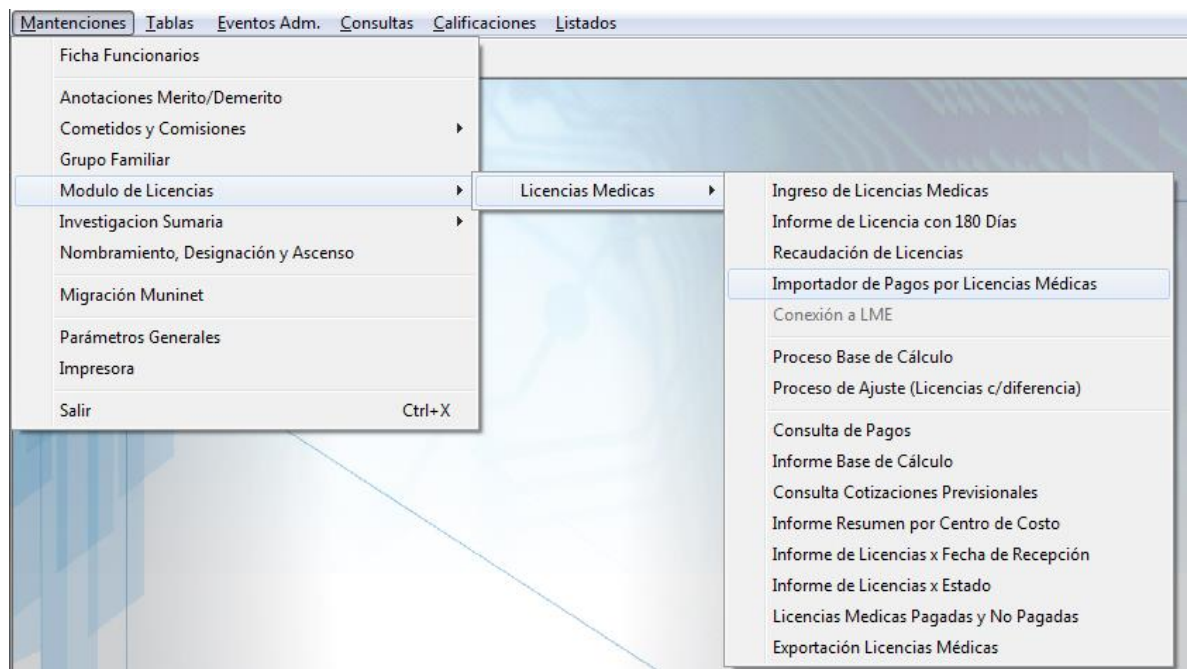 Mantenciones Tablas Eventos Adm. Consultas Calificaciones Listados
Ficha Funcionarios
Anotaciones Merito/Demerito
Cometidos y Comisiones
Grupo Familiar
Modulo de Licencias
Investigacion Sumaria
Nombramiento, Designación y Ascenso
Migración Muninet
Parámetros Generales
Impresora
Salir Ctrl+X
Licencias Medicas
Ingreso de Licencias Medicas
Informe de Licencia con 180 Días
Recaudación de Licencias
Importador de Pagos por Licencias Médicas
Conexión a LME
Proceso Base de Cálculo
Proceso de Ajuste (Licencias c/diferencia)
Consulta de Pagos
Informe Base de Cálculo
Consulta Cotizaciones Previsionales
Informe Resumen por Centro de Costo
Informe de Licencias x Fecha de Recepción
Informe de Licencias x Estado
Licencias Medicas Pagadas y No Pagadas
Exportación Licencias Médicas